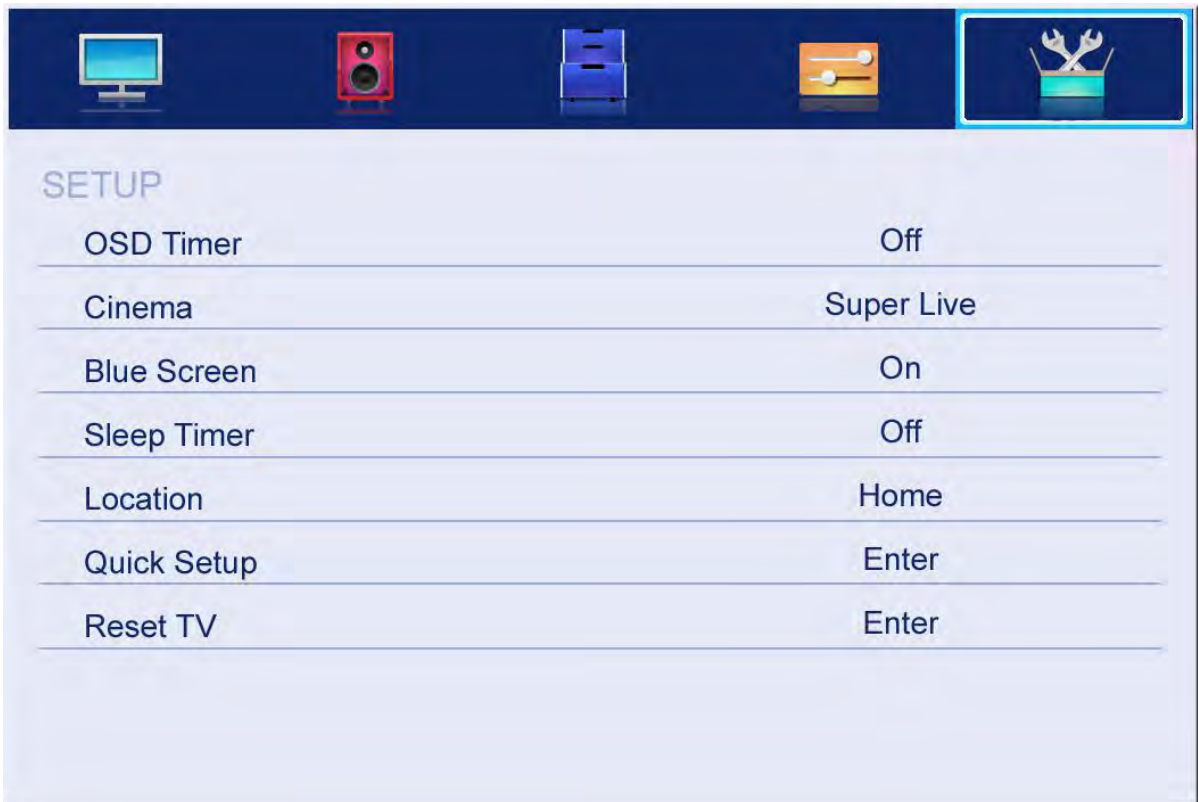 SETUP
OSD Timer Off
Cinema Super Live
Blue Screen On
Sleep Timer Off
Location Home
Quick Setup Enter
Reset TV Enter